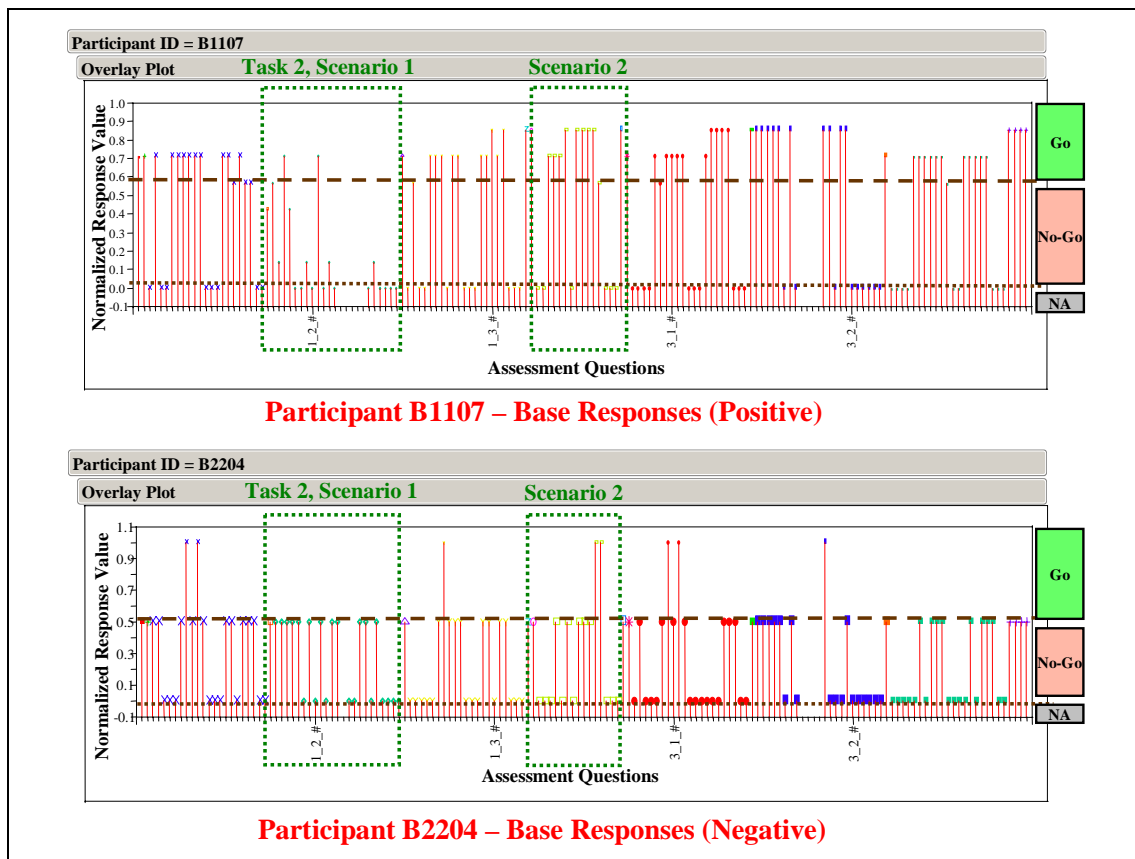 Participant ID = B1107
Overlay Plot
Task 2, Scenario 1
Scenario 2
Normalized Response Value
1.0
0.9
0.8
0.7
0.6
0.5
0.4
0.3
0.2
0.1
0.0
-0.1
1_2_#
1_3_#
3_1_#
3_2_#
Assessment Questions
Go
No-Go
NA
Participant B1107 – Base Responses (Positive)
Participant ID = B2204
Overlay Plot
Task 2, Scenario 1
Scenario 2
Normalized Response Value
1.1
0.9
0.7
0.5
0.3
0.1
-0.1
1_2_#
1_3_#
3_1_#
3_2_#
Assessment Questions
Go
No-Go
NA
Participant B2204 – Base Responses (Negative)